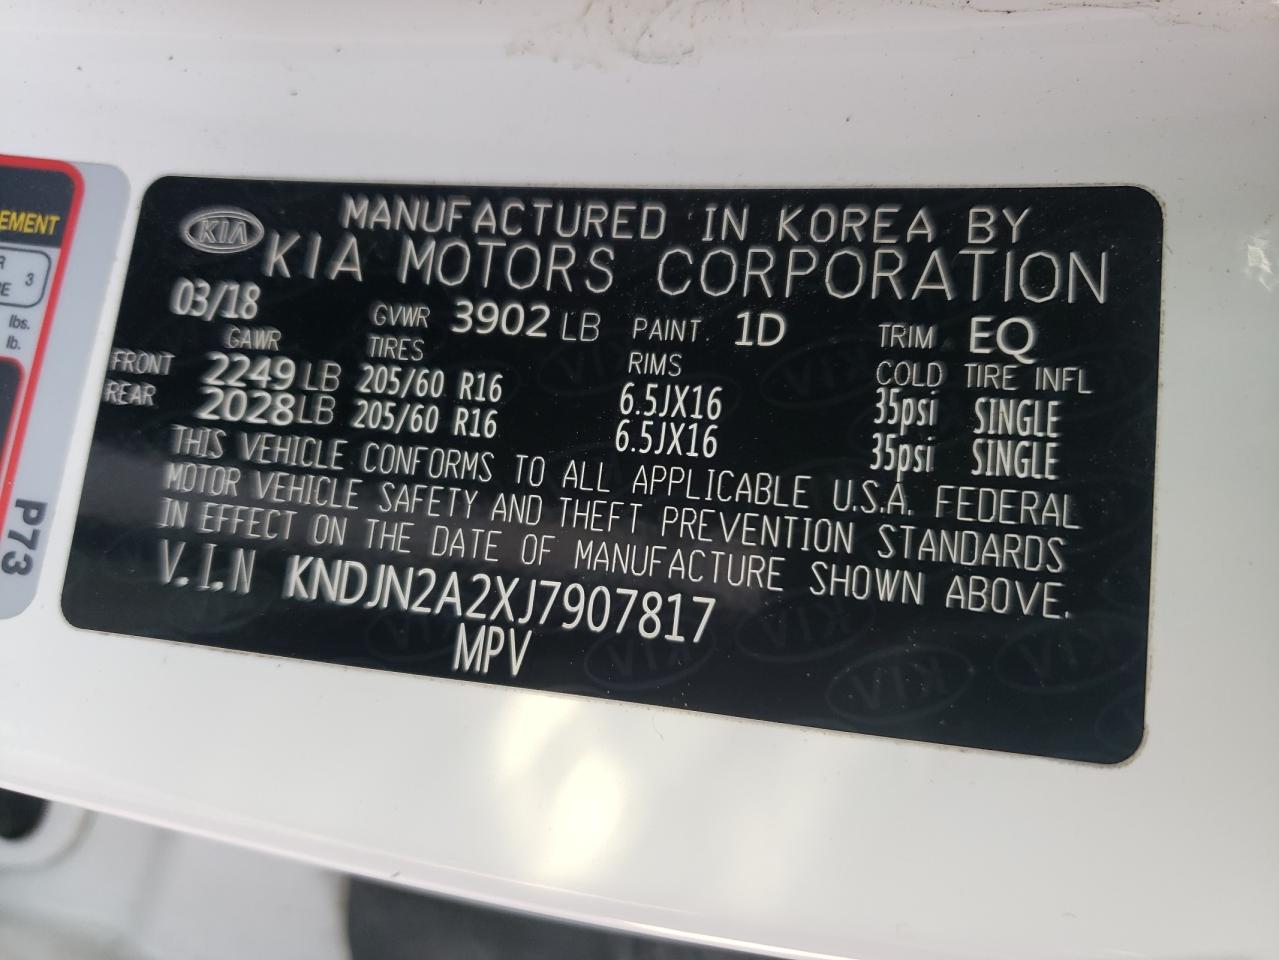 EMENT
R
E 3
lbs.
lb.
P73
KIA
MANUFACTURED IN KOREA BY
KIA MOTORS CORPORATION
03/18 GVWR 3902 LB PAINT 1D TRIM EQ
GAWR TIRES RIMS COLD TIRE INFL
FRONT 2249 LB 205/60 R16 6.5JX16 35psi SINGLE
REAR 2028 LB 205/60 R16 6.5JX16 35psi SINGLE
THIS VEHICLE CONFORMS TO ALL APPLICABLE U.S.A. FEDERAL
MOTOR VEHICLE SAFETY AND THEFT PREVENTION STANDARDS
IN EFFECT ON THE DATE OF MANUFACTURE SHOWN ABOVE.
V.I.N KNDJN2A2XJ7907817
MPV